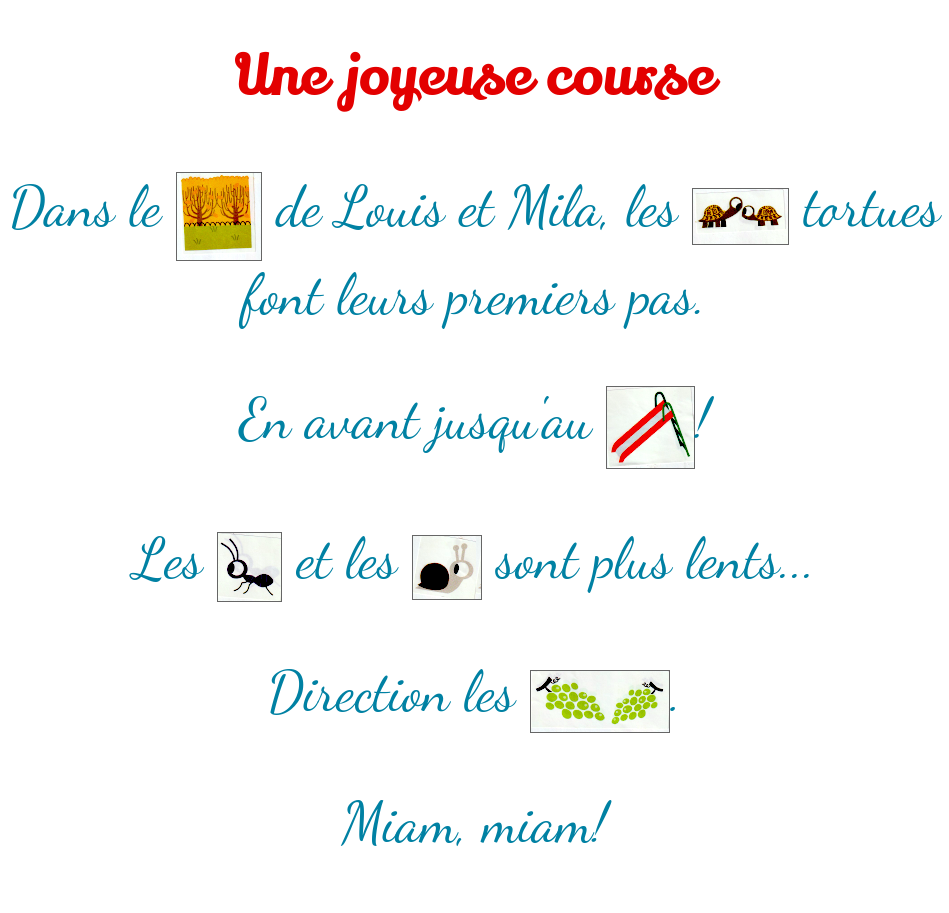 Une joyeuse course
Dans le de Louis et Mila, les tortues
font leurs premiers pas.
En avant jusqu'au !
Les et les sont plus lents...
Direction les .
Miam, miam!